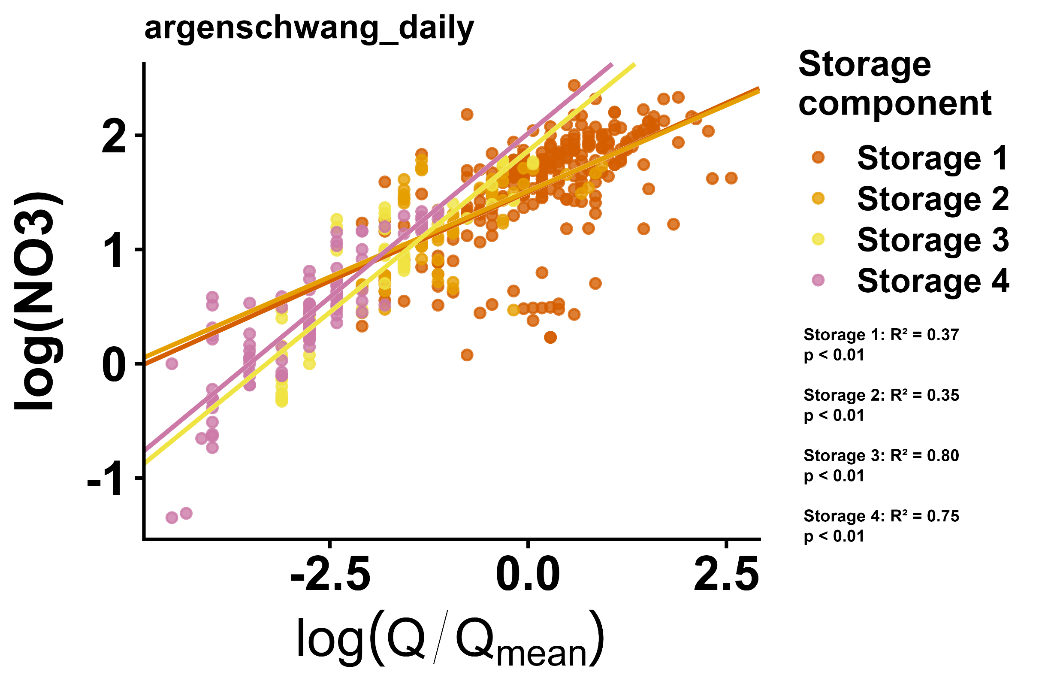 argenschwang_daily
2
1
0
-1
log(NO3)
-2.5 0.0 2.5
log(Q/Qmean)
Storage
component
Storage 1
Storage 2
Storage 3
Storage 4
Storage 1: R² = 0.37
p < 0.01
Storage 2: R² = 0.35
p < 0.01
Storage 3: R² = 0.80
p < 0.01
Storage 4: R² = 0.75
p < 0.01